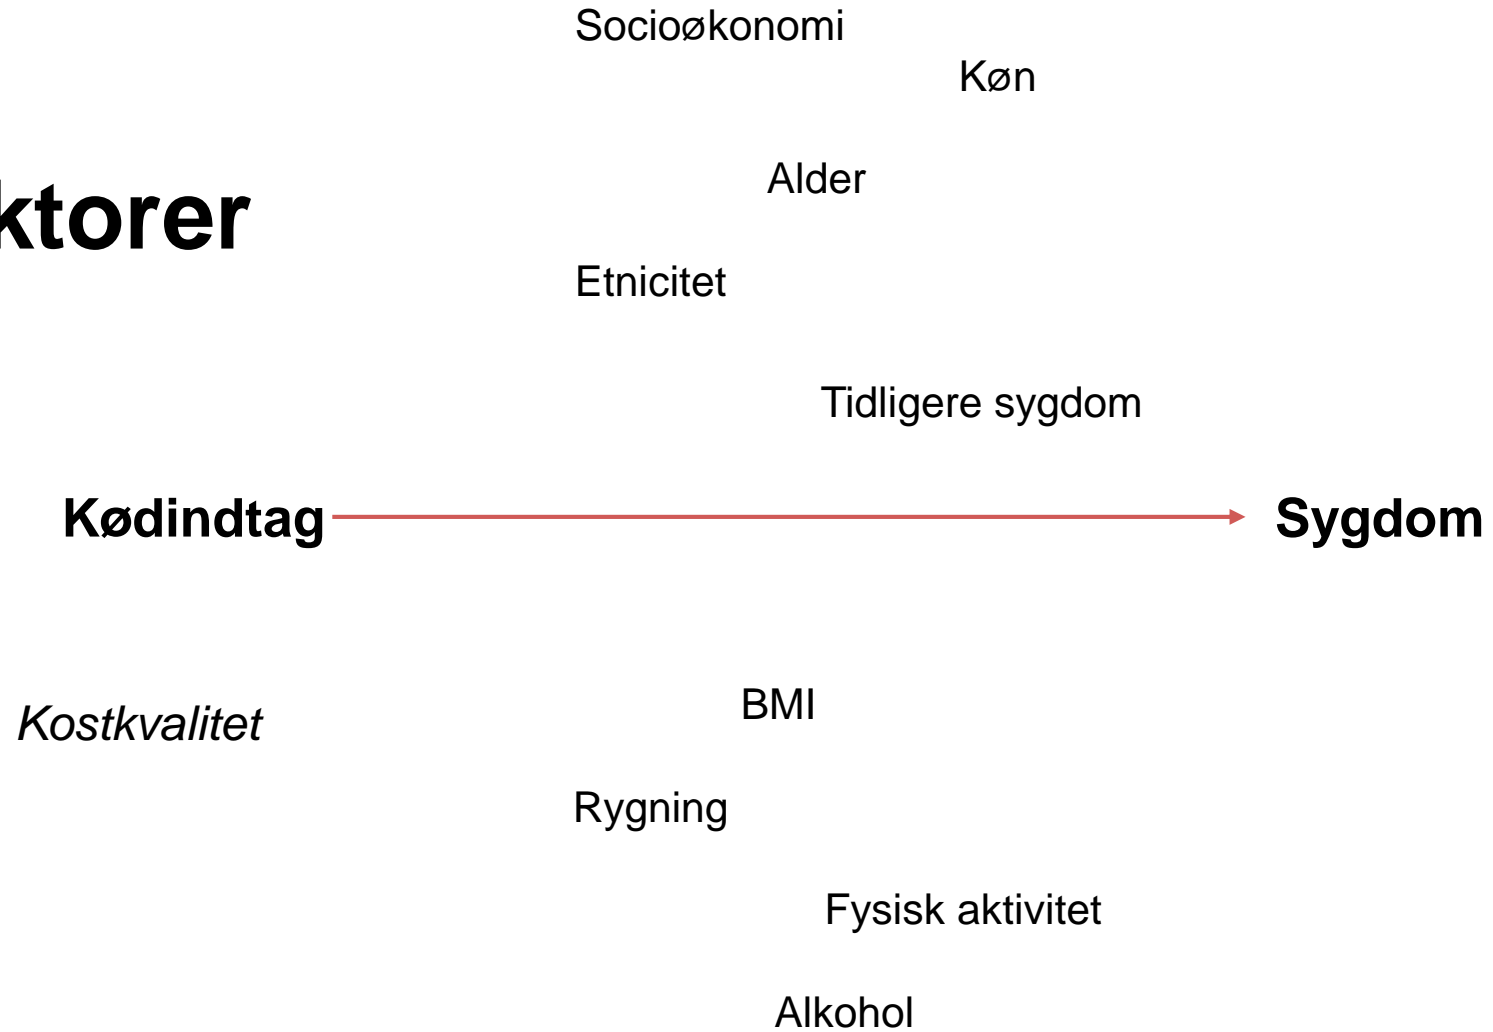 Socioøkonomi
Køn
Alder
ktorer
Etnicitet
Tidligere sygdom
Kødindtag
Sygdom
BMI
Kostkvalitet
Rygning
Fysisk aktivitet
Alkohol